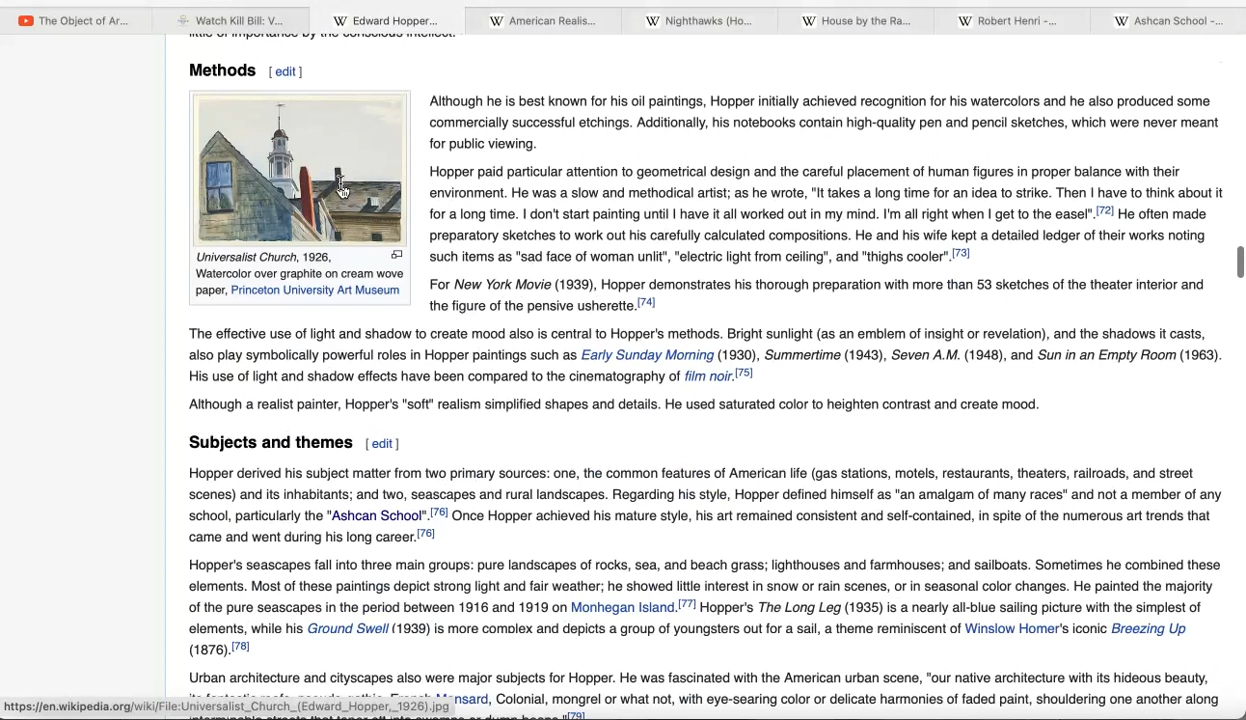 The Object of Ar...
Watch Kill Bill: V...
Edward Hopper...
American Realis...
Nighthawks (Ho...
House by the Ra...
Robert Henri -...
Ashcan School -...
little of importance by the conscious intellect.
Methods [ edit ]
Although he is best known for his oil paintings, Hopper initially achieved recognition for his watercolors and he also produced some
commercially successful etchings. Additionally, his notebooks contain high-quality pen and pencil sketches, which were never meant
for public viewing.
Universalist Church, 1926,
Watercolor over graphite on cream wove
paper, Princeton University Art Museum
Hopper paid particular attention to geometrical design and the careful placement of human figures in proper balance with their
environment. He was a slow and methodical artist; as he wrote, "It takes a long time for an idea to strike. Then I have to think about it
for a long time. I don't start painting until I have it all worked out in my mind. I'm all right when I get to the easel".[72] He often made
preparatory sketches to work out his carefully calculated compositions. He and his wife kept a detailed ledger of their works noting
such items as "sad face of woman unlit", "electric light from ceiling", and "thighs cooler".[73]
For New York Movie (1939), Hopper demonstrates his thorough preparation with more than 53 sketches of the theater interior and
the figure of the pensive usherette.[74]
The effective use of light and shadow to create mood also is central to Hopper's methods. Bright sunlight (as an emblem of insight or revelation), and the shadows it casts,
also play symbolically powerful roles in Hopper paintings such as Early Sunday Morning (1930), Summertime (1943), Seven A.M. (1948), and Sun in an Empty Room (1963).
His use of light and shadow effects have been compared to the cinematography of film noir.[75]
Although a realist painter, Hopper's "soft" realism simplified shapes and details. He used saturated color to heighten contrast and create mood.
Subjects and themes [ edit ]
Hopper derived his subject matter from two primary sources: one, the common features of American life (gas stations, motels, restaurants, theaters, railroads, and street
scenes) and its inhabitants; and two, seascapes and rural landscapes. Regarding his style, Hopper defined himself as "an amalgam of many races" and not a member of any
school, particularly the "Ashcan School".[76] Once Hopper achieved his mature style, his art remained consistent and self-contained, in spite of the numerous art trends that
came and went during his long career.[76]
Hopper's seascapes fall into three main groups: pure landscapes of rocks, sea, and beach grass; lighthouses and farmhouses; and sailboats. Sometimes he combined these
elements. Most of these paintings depict strong light and fair weather; he showed little interest in snow or rain scenes, or in seasonal color changes. He painted the majority
of the pure seascapes in the period between 1916 and 1919 on Monhegan Island.[77] Hopper's The Long Leg (1935) is a nearly all-blue sailing picture with the simplest of
elements, while his Ground Swell (1939) is more complex and depicts a group of youngsters out for a sail, a theme reminiscent of Winslow Homer's iconic Breezing Up
(1876).[78]
Urban architecture and cityscapes also were major subjects for Hopper. He was fascinated with the American urban scene, "our native architecture with its hideous beauty,
Mansard, Colonial, mongrel or what not, with eye-searing color or delicate harmonies of faded paint, shouldering one another along
https://en.wikipedia.org/wiki/File:Universalist_Church_(Edward_Hopper,_1926).jpg